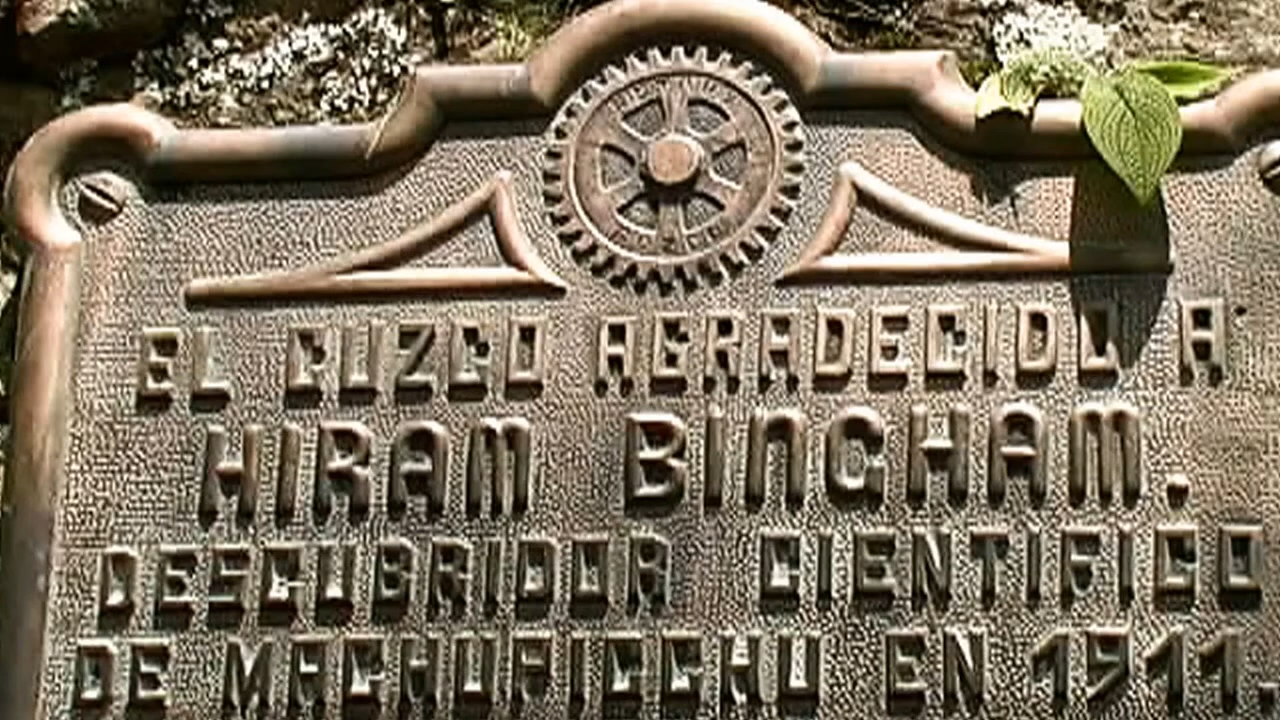 EL CUZCO AGRADECIDO A
HIRAM BINGHAM.
DESCUBRIDOR CIENTIFICO
DE MACHUPICCHU EN 1911.